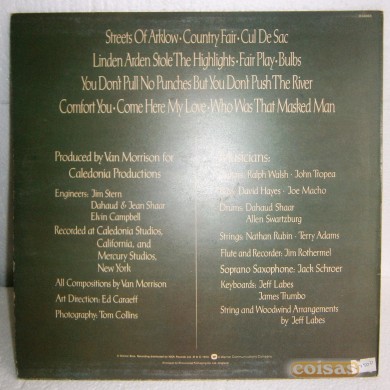 Streets Of Arklow • Country Fair • Cul De Sac
Linden Arden Stole The Highlights • Fair Play • Bulbs
You Don't Pull No Punches But You Don't Push The River
Comfort You • Come Here My Love • Who Was That Masked Man
Produced by Van Morrison for
Caledonia Productions
Engineers: Jim Stern
Dahaud & Jean Shaar
Elvin Campbell
Recorded at Caledonia Studios,
California, and
Mercury Studios,
New York
All Compositions by Van Morrison
Art Direction: Ed Caraeff
Photography: Tom Collins
Musicians:
Ralph Walsh • John Tropea
David Hayes • Joe Macho
Drums: Dahaud Shaar
Allen Swartzburg
Strings: Nathan Rubin • Terry Adams
Flute and Recorder: Jim Rothermel
Soprano Saxophone: Jack Schroer
Keyboards: Jeff Labes
James Trumbo
String and Woodwind Arrangements
by Jeff Labes
coisas